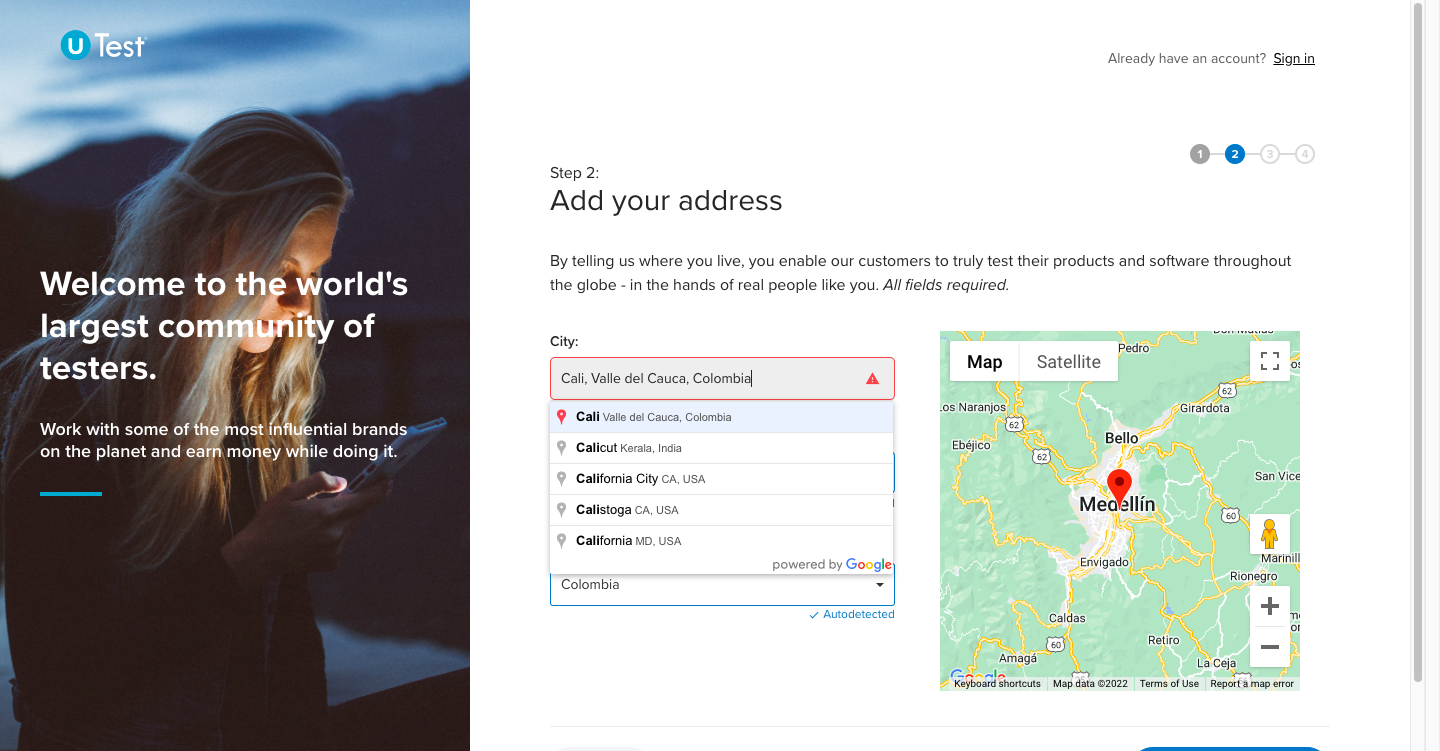 U Test
Already have an account? Sign in
1 2 3 4
Step 2:
Add your address
Welcome to the world's
largest community of
testers.
Work with some of the most influential brands
on the planet and earn money while doing it.
By telling us where you live, you enable our customers to truly test their products and software throughout
the globe - in the hands of real people like you. All fields required.
City:
Cali, Valle del Cauca, Colombia
Cali Valle del Cauca, Colombia
Calicut Kerala, India
California City CA, USA
Calistoga CA, USA
California MD, USA
powered by Google
Colombia
Autodetected
Map Satellite
Pedro
62
Los Naranjos
Girardota
62
Ebéjico
Bello
62
San Vice
Medellín
60
Envigado
Marinill
Rionegro
Caldas
60
Retiro
Amagá
La Ceja
Google
Keyboard shortcuts Map data ©2022 Terms of Use Report a map error